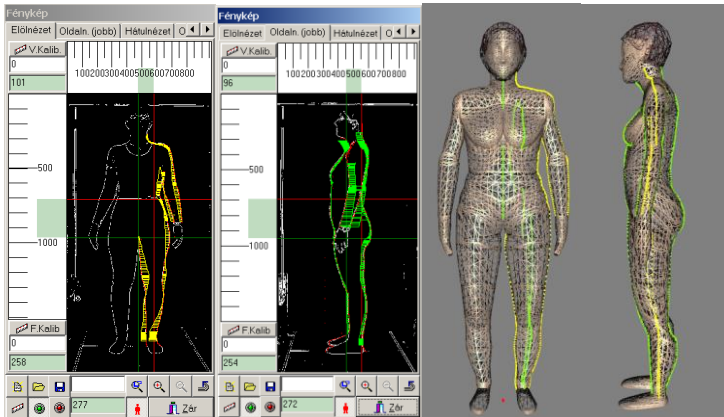 Fénykép
Elölnézet Oldaln. (jobb) Hátulnézet O
V.Kalib.
0
101
100200300400500600700800
500
1000
F.Kalib
0
258
277
Zár
Fénykép
Elölnézet Oldaln. (jobb) Hátulnézet O
V.Kalib.
0
96
100200300400500600700800
500
1000
F.Kalib
0
254
272
Zár